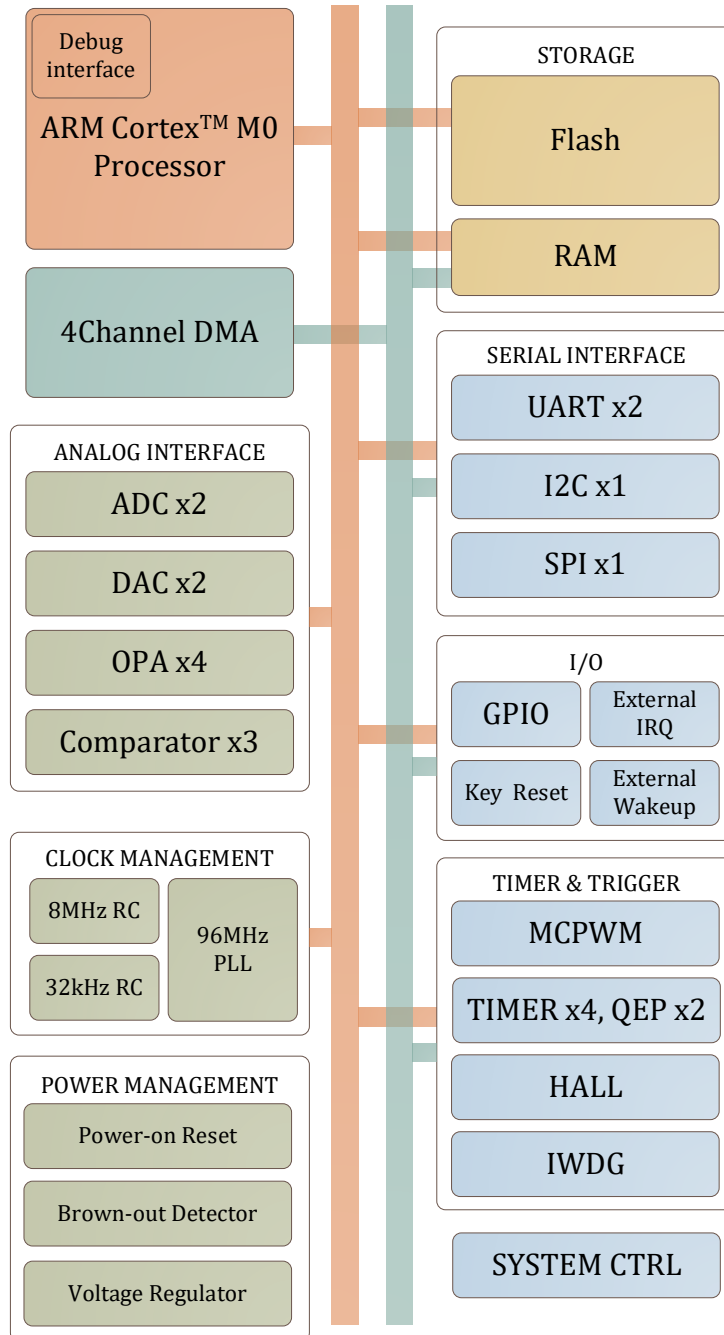 Debug
interface
ARM Cortex™ M0
Processor
4Channel DMA
ANALOG INTERFACE
ADC x2
DAC x2
OPA x4
Comparator x3
CLOCK MANAGEMENT
8MHz RC
32kHz RC
96MHz
PLL
POWER MANAGEMENT
Power-on Reset
Brown-out Detector
Voltage Regulator
STORAGE
Flash
RAM
SERIAL INTERFACE
UART x2
I2C x1
SPI x1
I/O
GPIO
External
IRQ
Key Reset
External
Wakeup
TIMER & TRIGGER
MCPWM
TIMER x4, QEP x2
HALL
IWDG
SYSTEM CTRL